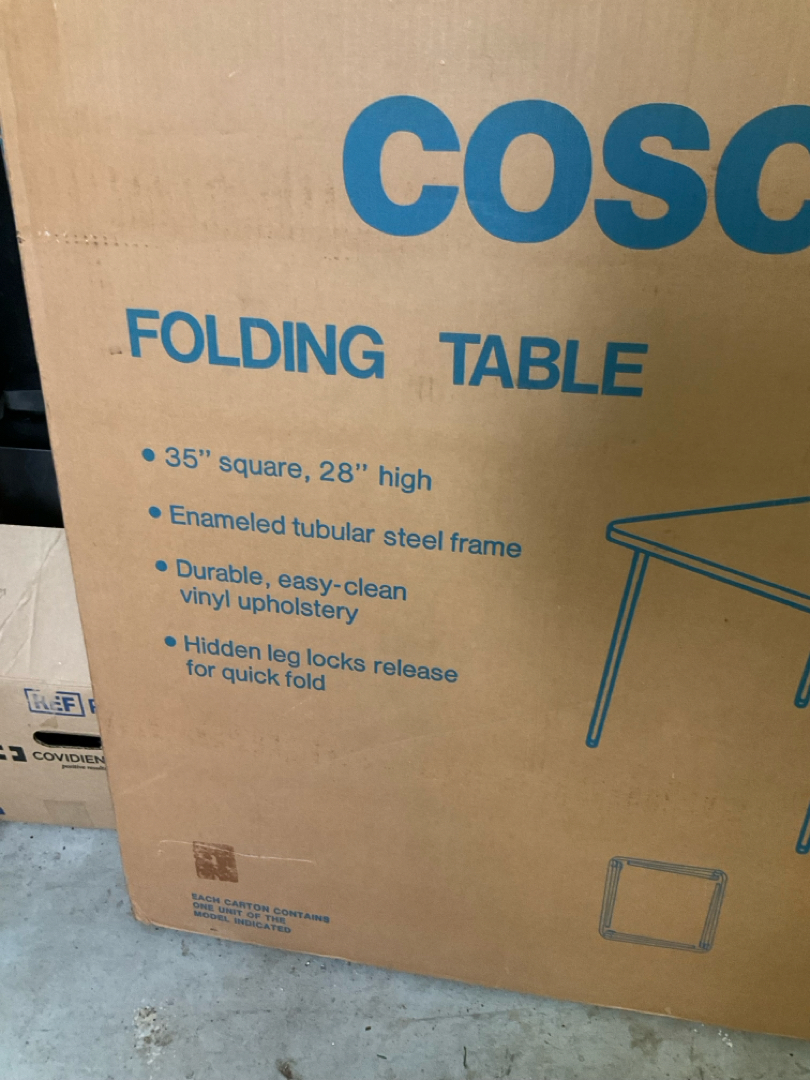 COSC
FOLDING TABLE
• 35” square, 28” high
• Enameled tubular steel frame
• Durable, easy-clean
vinyl upholstery
• Hidden leg locks release
for quick fold
EACH CARTON CONTAINS
ONE UNIT OF THE
MODEL INDICATED
REF
COVIDIEN